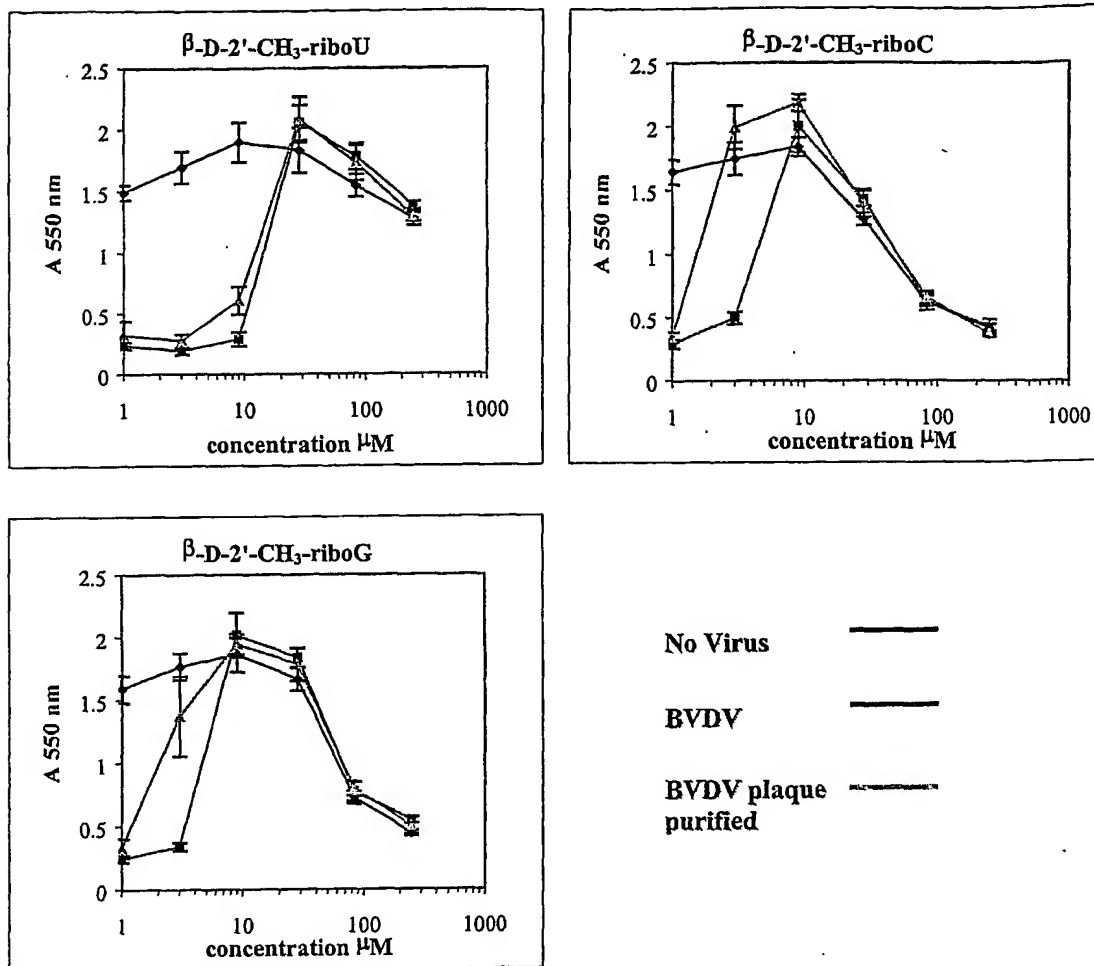 β-D-2'-CH₃-riboU
2.5
2
1.5
1
0.5
0
A 550 nm
1 10 100 1000
concentration μM
β-D-2'-CH₃-riboC
2.5
2
1.5
1
0.5
0
A 550 nm
1 10 100 1000
concentration μM
β-D-2'-CH₃-riboG
2.5
2
1.5
1
0.5
0
A 550 nm
1 10 100 1000
concentration μM
No Virus
BVDV
BVDV plaque
purified